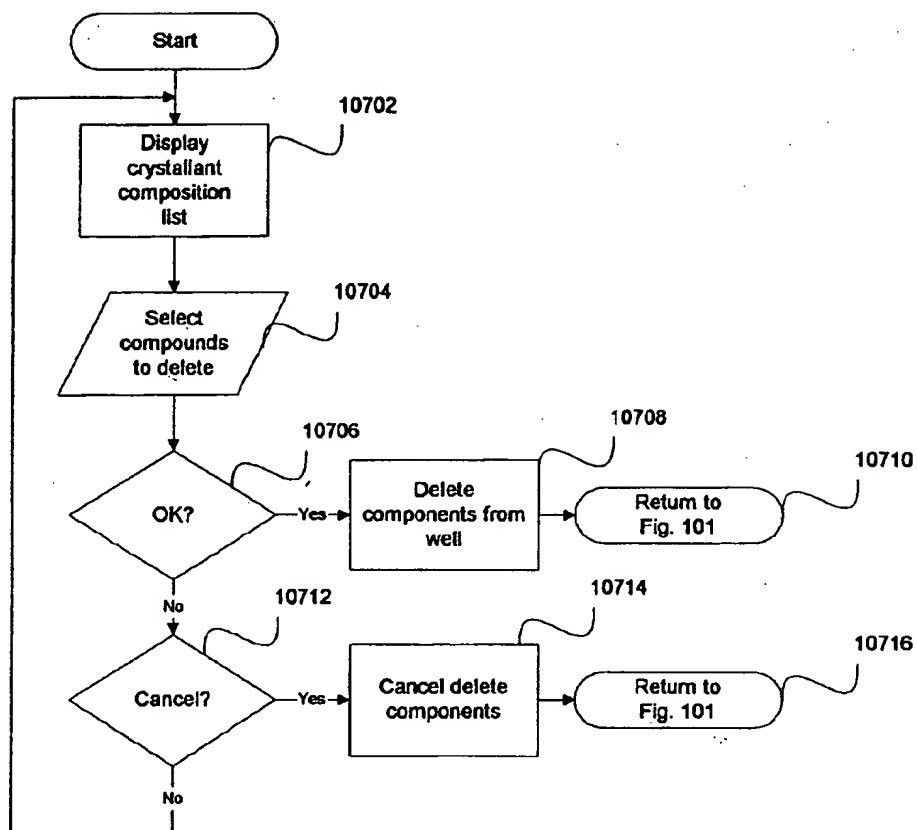 Start
10702
Display
crystallant
composition
list
10704
Select
compounds
to delete
10706
OK?
Yes
10708
Delete
components from
well
10710
Return to
Fig. 101
No
10712
Cancel?
Yes
10714
Cancel delete
components
10716
Return to
Fig. 101
No